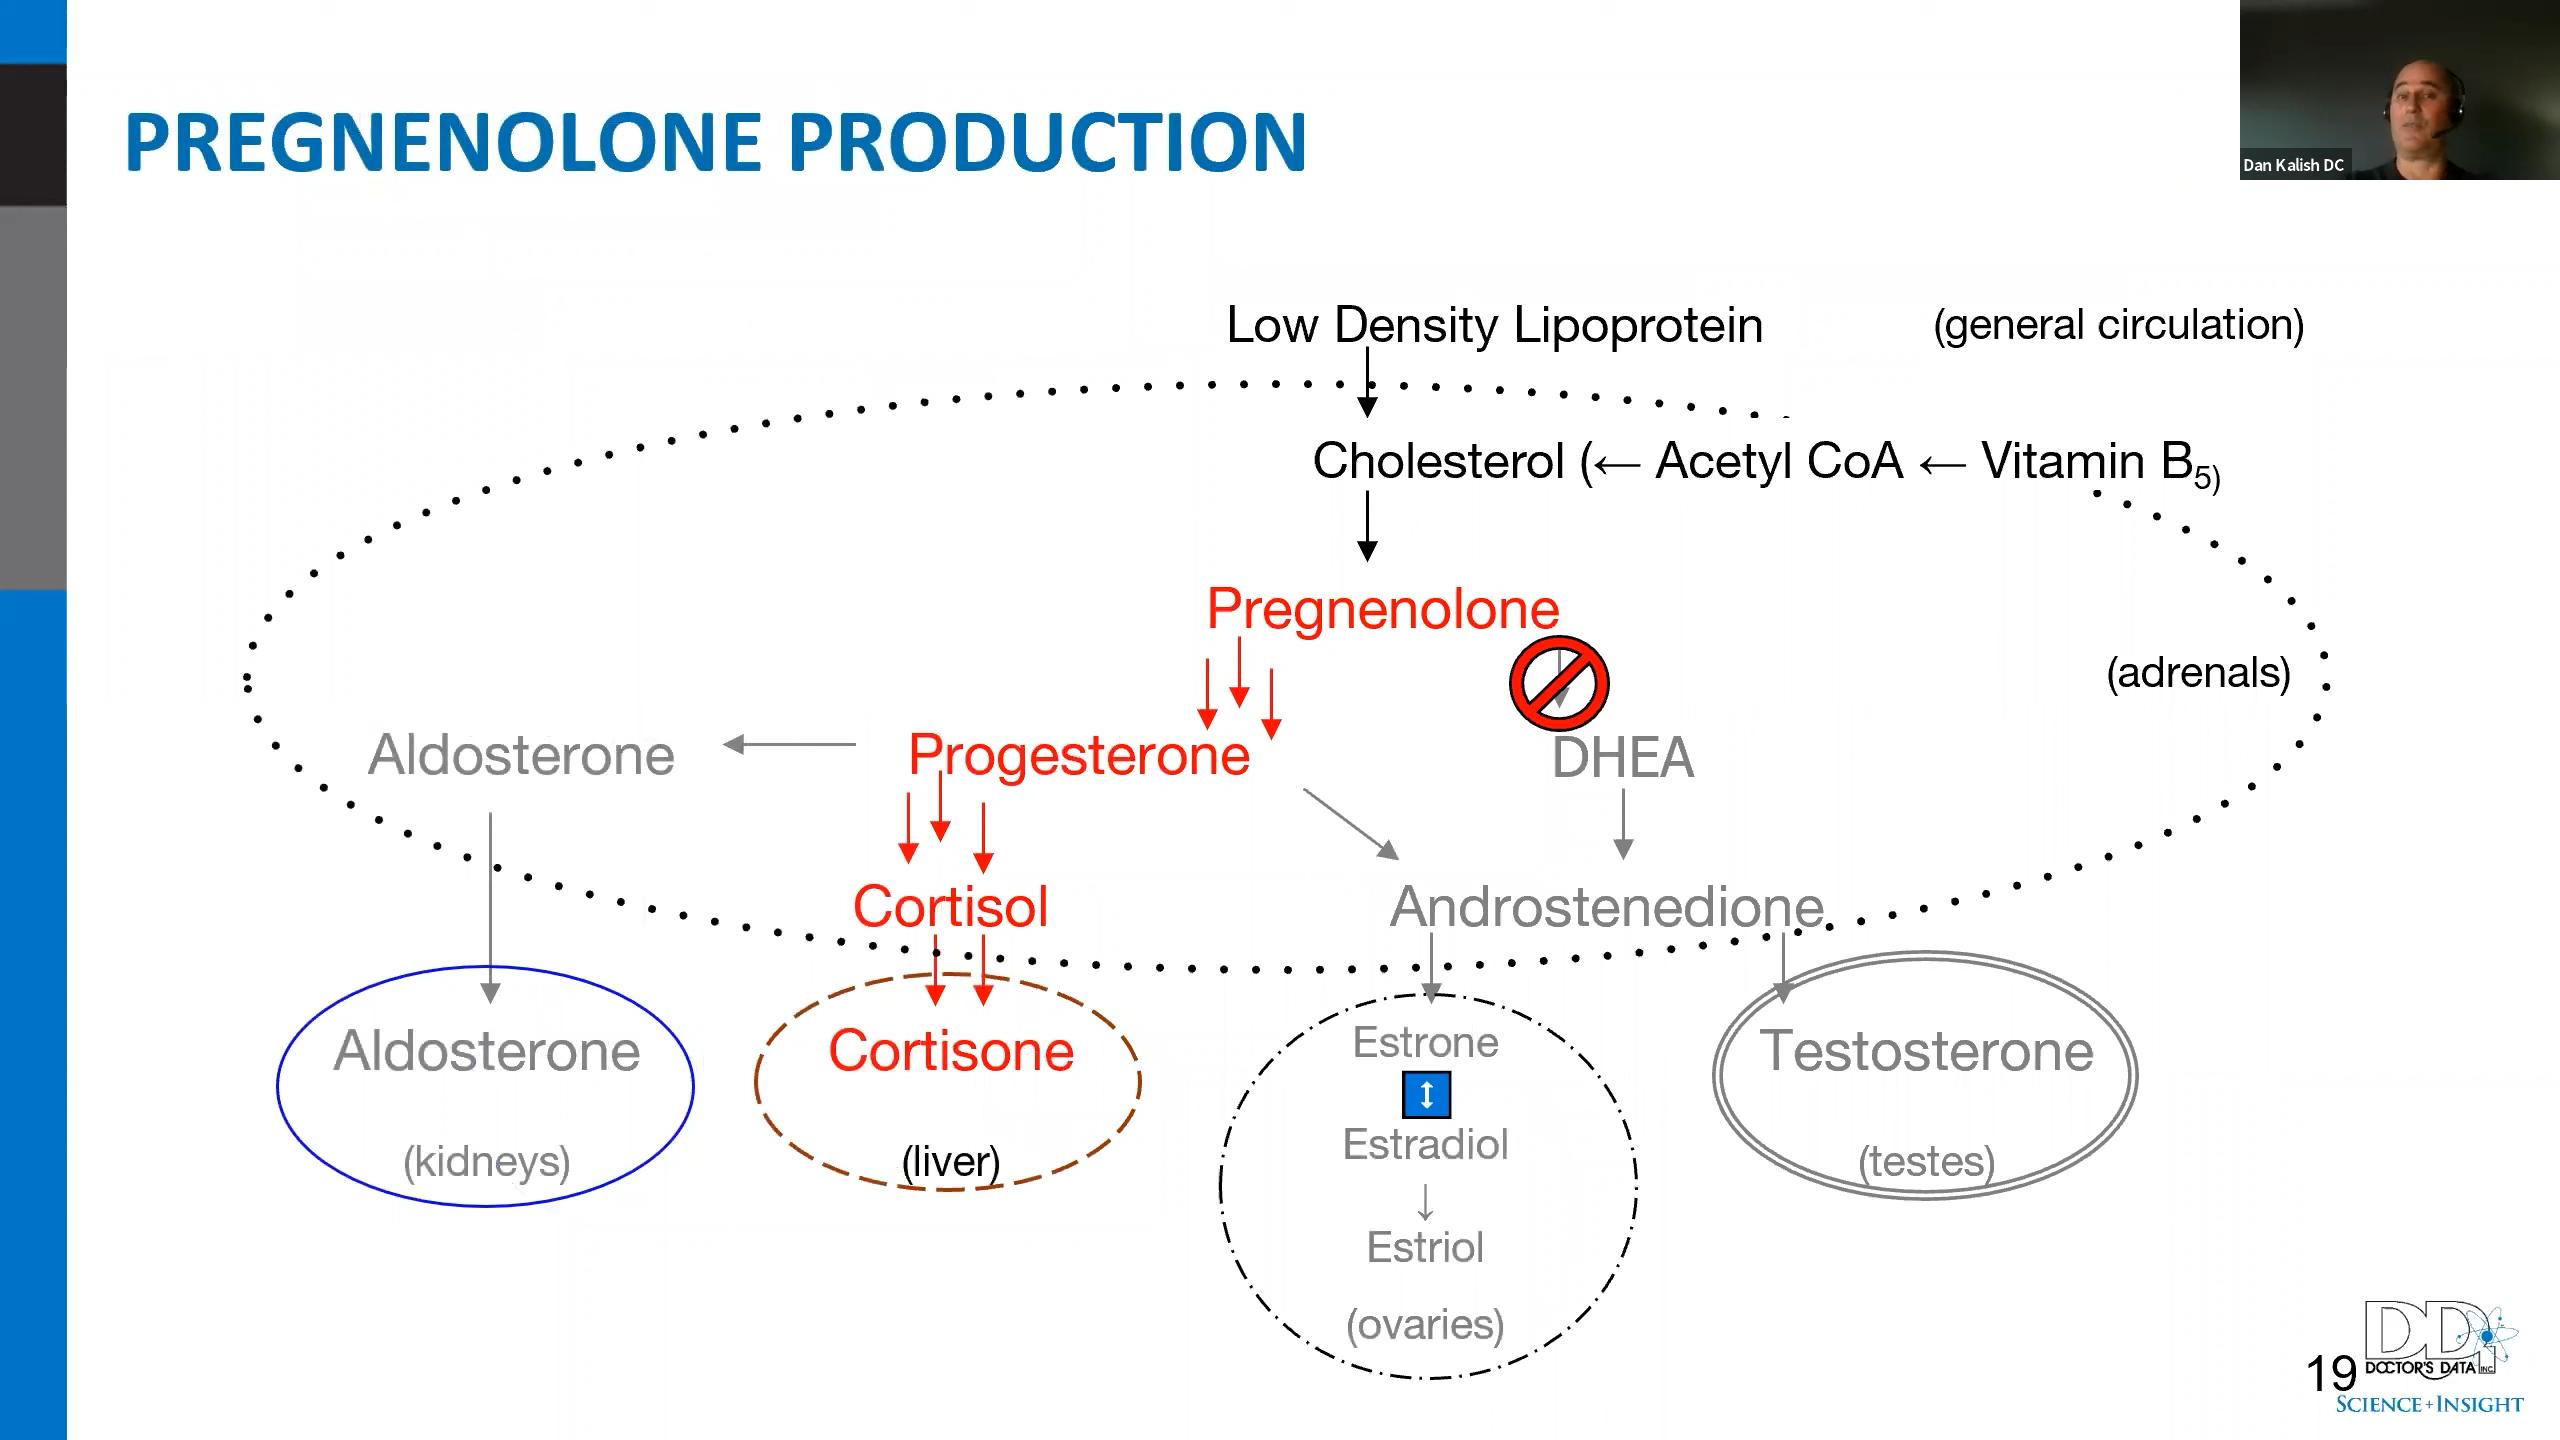 Dan Kalish DC
PREGNENOLONE PRODUCTION
Low Density Lipoprotein (general circulation)
Cholesterol (← Acetyl CoA ← Vitamin B5)
Pregnenolone
(adrenals)
Aldosterone Progesterone DHEA
Cortisol Androstenedione
Aldosterone Cortisone Estrone Testosterone
Estradiol
(kidneys) (liver) (testes)
Estriol
(ovaries)
19
DDI
DOCTOR'S DATA INC.
SCIENCE+INSIGHT